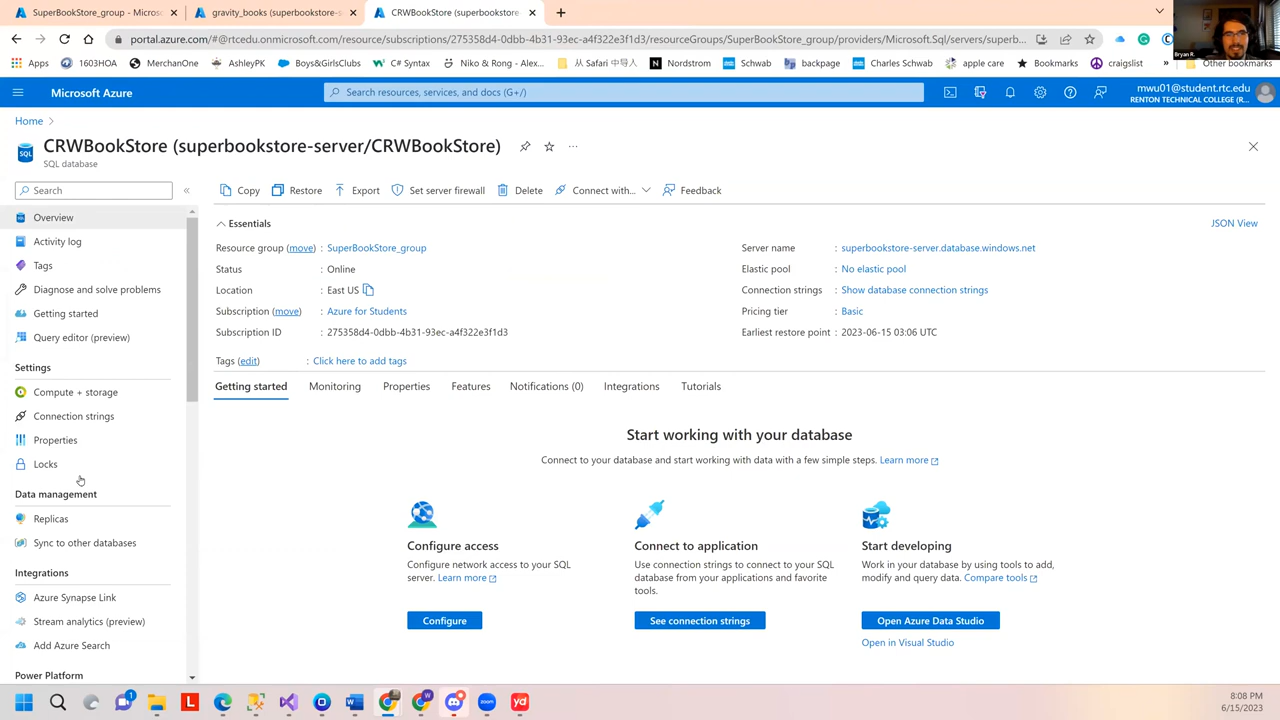 SuperBookStore_group - Micros
gravity_books (superbookstore-s
CRWBookStore (superbookstore-
portal.azure.com/#@rtcedu.onmicrosoft.com/resource/subscriptions/275358d4-0dbb-4b31-93ec-a4f322e3f1d3/resourceGroups/SuperBookStore_group/providers/Microsoft.Sql/servers/superb...
Bryan R.
Apps
1603HOA
MerchanOne
AshleyPK
Boys&GirlsClubs
C# Syntax
Niko & Rong - Alex...
从 Safari 中导入
Nordstrom
Schwab
backpage
Charles Schwab
apple care
Bookmarks
craigslist
»
Other bookmarks
Microsoft Azure
Search resources, services, and docs (G+/)
mwu01@student.rtc.edu
RENTON TECHNICAL COLLEGE (R...
Home >
CRWBookStore (superbookstore-server/CRWBookStore)
SQL
SQL database
Search
«
Copy
Restore
Export
Set server firewall
Delete
Connect with...
Feedback
Overview
Activity log
Tags
Diagnose and solve problems
Getting started
Query editor (preview)
Settings
Compute + storage
Connection strings
Properties
Locks
Data management
Replicas
Sync to other databases
Integrations
Azure Synapse Link
Stream analytics (preview)
Add Azure Search
Power Platform
Essentials
JSON View
Resource group (move) : SuperBookStore_group
Status : Online
Location : East US
Subscription (move) : Azure for Students
Subscription ID : 275358d4-0dbb-4b31-93ec-a4f322e3f1d3
Tags (edit) : Click here to add tags
Server name : superbookstore-server.database.windows.net
Elastic pool : No elastic pool
Connection strings : Show database connection strings
Pricing tier : Basic
Earliest restore point : 2023-06-15 03:06 UTC
Getting started
Monitoring
Properties
Features
Notifications (0)
Integrations
Tutorials
Start working with your database
Connect to your database and start working with data with a few simple steps. Learn more
Configure access
Configure network access to your SQL
server. Learn more
Configure
Connect to application
Use connection strings to connect to your SQL
database from your applications and favorite
tools.
See connection strings
Start developing
Work in your database by using tools to add,
modify and query data. Compare tools
Open Azure Data Studio
Open in Visual Studio
1
L
W
zoom
yd
8:08 PM
6/15/2023